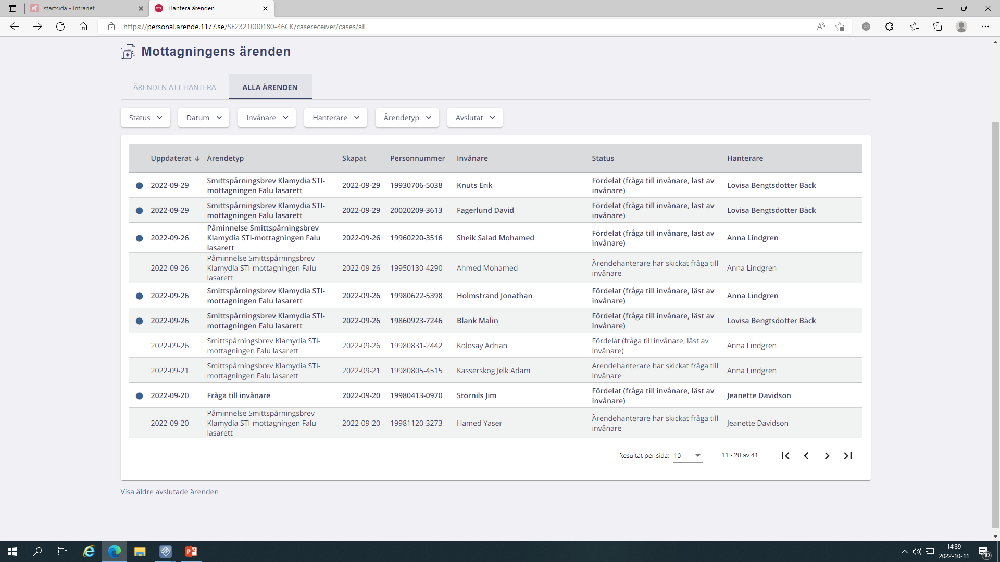 startsida - Intranet
Hantera ärenden
https://personal.arende.1177.se/SE2321000180-46CK/casereceiver/cases/all
Mottagningens ärenden
ÄRENDEN ATT HANTERA
ALLA ÄRENDEN
Status Datum Invånare Hanterare Ärendetyp Avslutat
Uppdaterat Ärendetyp Skapat Personnummer Invånare Status Hanterare
2022-09-29 Smittspårningsbrev Klamydia STI-
mottagningen Falu lasarett 2022-09-29 19930706-5038 Knuts Erik Fördelat (fråga till invånare, läst av
invånare) Lovisa Bengtsdotter Bäck
2022-09-29 Smittspårningsbrev Klamydia STI-
mottagningen Falu lasarett 2022-09-29 20020209-3613 Fagerlund David Fördelat (fråga till invånare, läst av
invånare) Lovisa Bengtsdotter Bäck
2022-09-26 Påminnelse Smittspårningsbrev
Klamydia STI-mottagningen Falu
lasarett 2022-09-26 19960220-3516 Sheik Salad Mohamed Fördelat (fråga till invånare, läst av
invånare) Anna Lindgren
2022-09-26 Påminnelse Smittspårningsbrev
Klamydia STI-mottagningen Falu
lasarett 2022-09-26 19950130-4290 Ahmed Mohamed Ärendehanterare har skickat fråga till
invånare Anna Lindgren
2022-09-26 Smittspårningsbrev Klamydia STI-
mottagningen Falu lasarett 2022-09-26 19980622-5398 Holmstrand Jonathan Fördelat (fråga till invånare, läst av
invånare) Anna Lindgren
2022-09-26 Smittspårningsbrev Klamydia STI-
mottagningen Falu lasarett 2022-09-26 19860923-7246 Blank Malin Fördelat (fråga till invånare, läst av
invånare) Lovisa Bengtsdotter Bäck
2022-09-26 Smittspårningsbrev Klamydia STI-
mottagningen Falu lasarett 2022-09-26 19980831-2442 Kolosay Adrian Fördelat (fråga till invånare, läst av
invånare) Anna Lindgren
2022-09-21 Smittspårningsbrev Klamydia STI-
mottagningen Falu lasarett 2022-09-21 19980805-4515 Kasserskog Jelk Adam Ärendehanterare har skickat fråga till
invånare Anna Lindgren
2022-09-20 Fråga till invånare 2022-09-20 19980413-0970 Stornils Jim Fördelat (fråga till invånare, läst av
invånare) Jeanette Davidson
2022-09-20 Påminnelse Smittspårningsbrev
Klamydia STI-mottagningen Falu
lasarett 2022-09-20 19981120-3273 Hamed Yaser Ärendehanterare har skickat fråga till
invånare Jeanette Davidson
Resultat per sida: 10 11 - 20 av 41
Visa äldre avslutade ärenden
14:39
2022-10-11
10